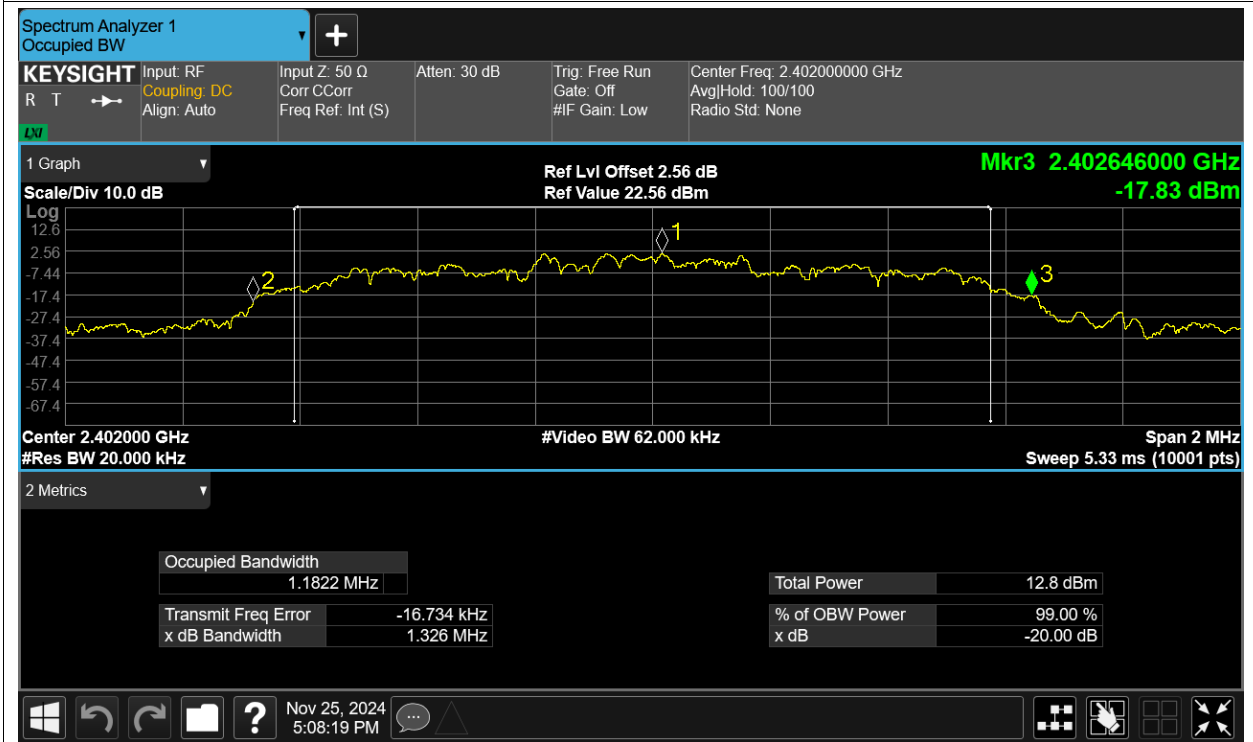 Spectrum Analyzer 1
Occupied BW
KEYSIGHT
R T
LXI
Input: RF
Coupling: DC
Align: Auto
Input Z: 50 Ω
Corr CCorr
Freq Ref: Int (S)
Atten: 30 dB
Trig: Free Run
Gate: Off
#IF Gain: Low
Center Freq: 2.402000000 GHz
Avg|Hold: 100/100
Radio Std: None
1 Graph
Scale/Div 10.0 dB
Ref Lvl Offset 2.56 dB
Ref Value 22.56 dBm
Mkr3 2.402646000 GHz
-17.83 dBm
Log
12.6
2.56
-7.44
-17.4
-27.4
-37.4
-47.4
-57.4
-67.4
1
2
3
Center 2.402000 GHz
#Res BW 20.000 kHz
#Video BW 62.000 kHz
Span 2 MHz
Sweep 5.33 ms (10001 pts)
2 Metrics
Occupied Bandwidth
1.1822 MHz
Transmit Freq Error -16.734 kHz
x dB Bandwidth 1.326 MHz
Total Power 12.8 dBm
% of OBW Power 99.00 %
x dB -20.00 dB
?
Nov 25, 2024
5:08:19 PM